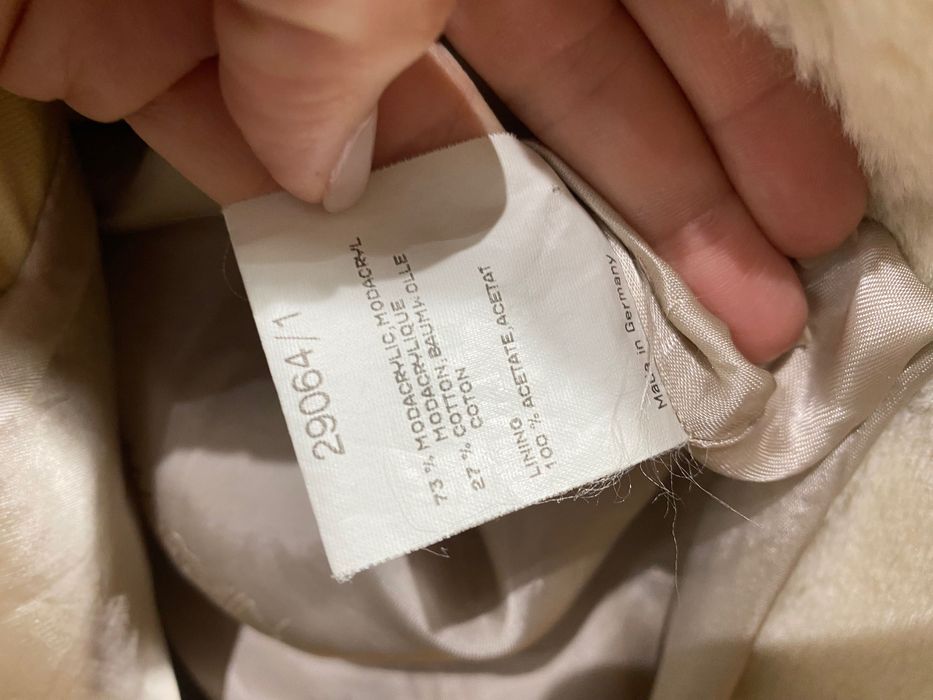 29064/1
73 % MODACRYLIC, MODACRYL
MODACRYLIQUE
27 % COTTON, BAUMWOLLE
COTON
LINING
100 % ACETATE, ACETAT
Made in Germany